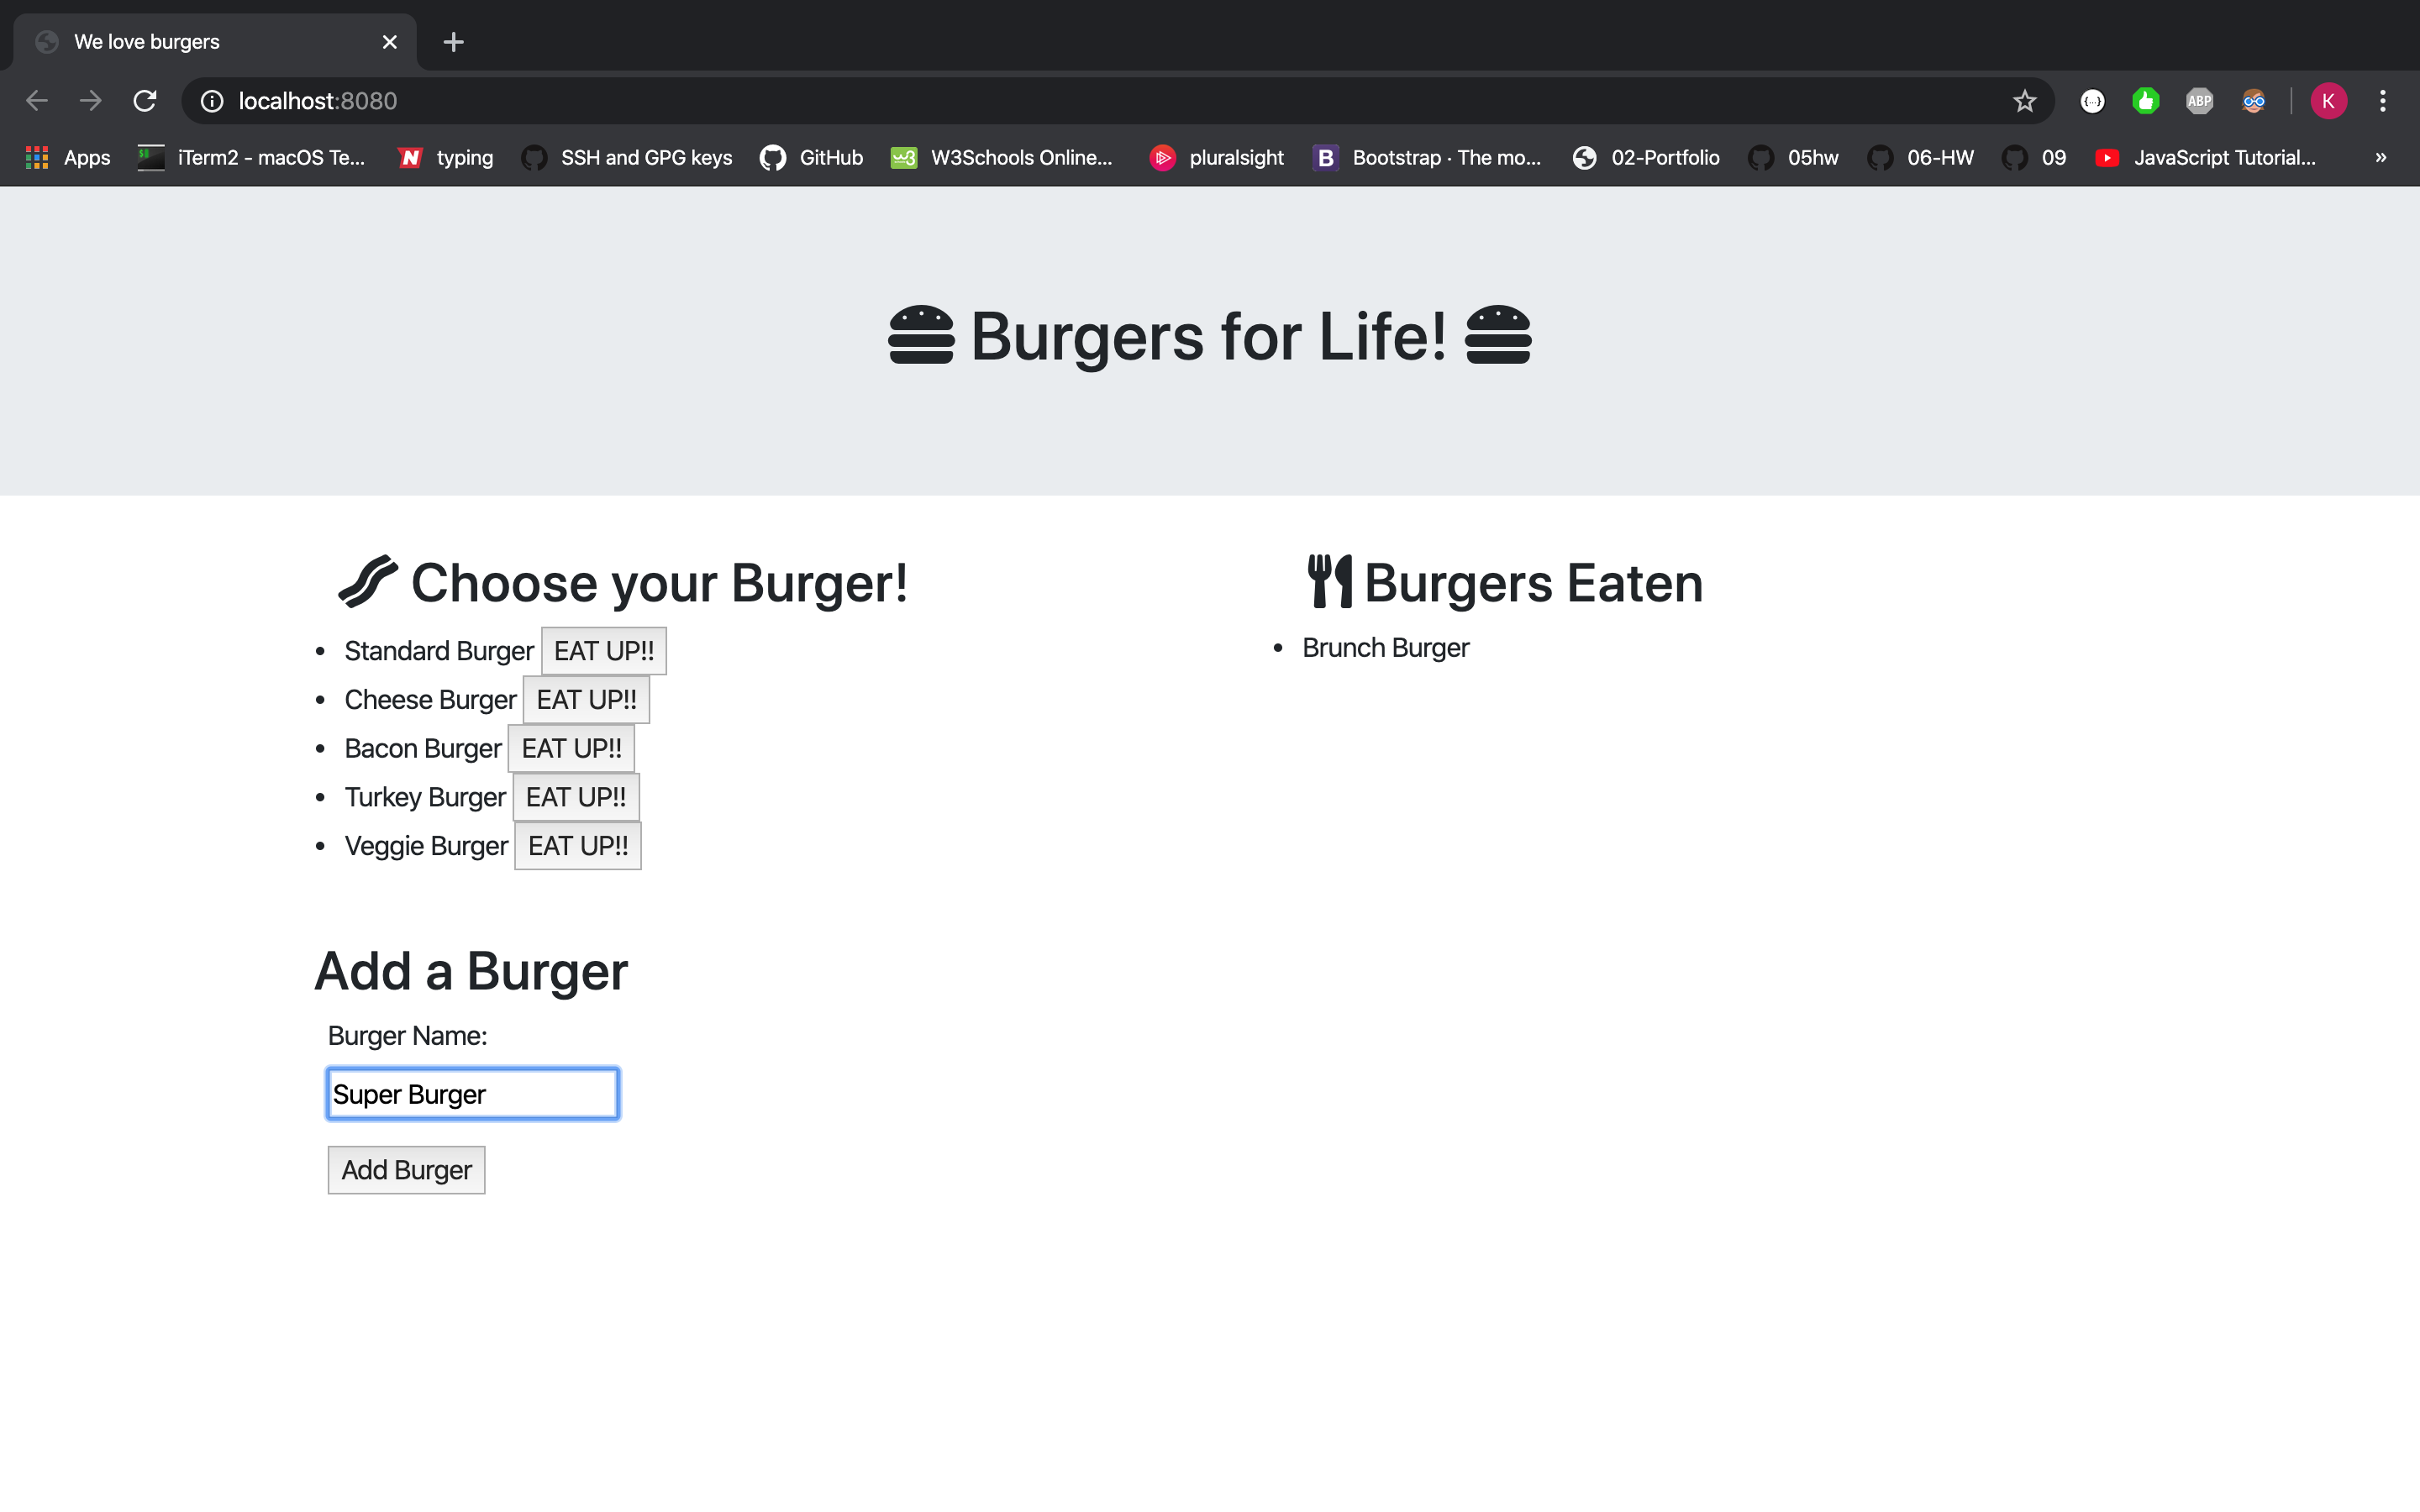 We love burgers
localhost:8080
ABP
K
Apps
iTerm2 - macOS Te...
typing
SSH and GPG keys
GitHub
W3Schools Online...
pluralsight
Bootstrap · The mo...
02-Portfolio
05hw
06-HW
09
JavaScript Tutorial...
»
Burgers for Life!
Choose your Burger!
• Standard Burger EAT UP!!
• Cheese Burger EAT UP!!
• Bacon Burger EAT UP!!
• Turkey Burger EAT UP!!
• Veggie Burger EAT UP!!
Burgers Eaten
• Brunch Burger
Add a Burger
Burger Name:
Super Burger
Add Burger